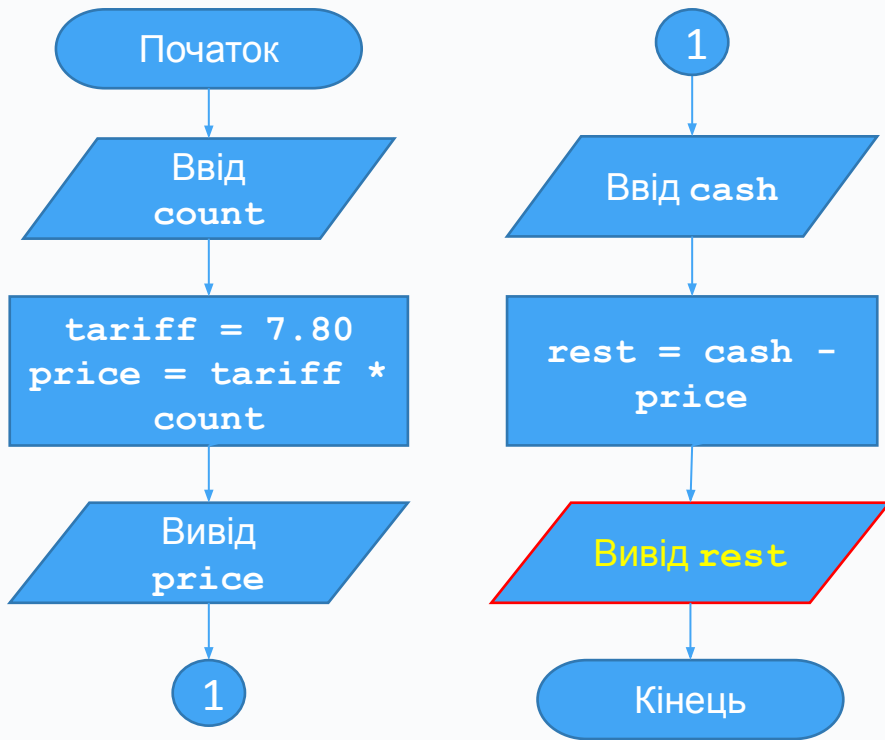 Початок
Ввід
count
tariff = 7.80
price = tariff *
count
Вивід
price
1
1
Ввід cash
rest = cash -
price
Вивід rest
Кінець